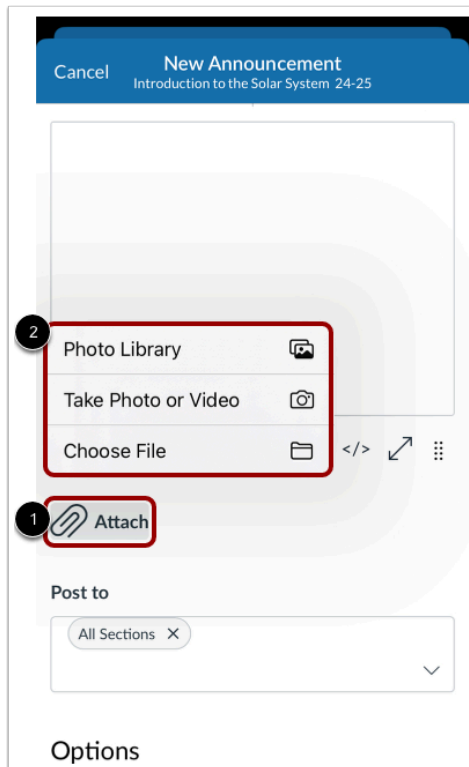 Cancel
New Announcement
Introduction to the Solar System 24-25
2
Photo Library
Take Photo or Video
Choose File
</>
1
Attach
Post to
All Sections X
Options